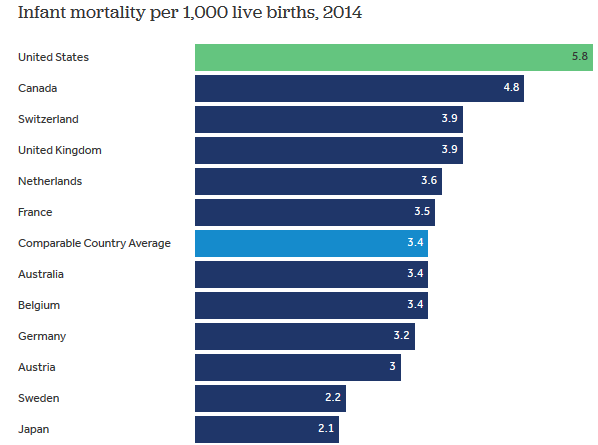 Infant mortality per 1,000 live births, 2014
United States 5.8
Canada 4.8
Switzerland 3.9
United Kingdom 3.9
Netherlands 3.6
France 3.5
Comparable Country Average 3.4
Australia 3.4
Belgium 3.4
Germany 3.2
Austria 3
Sweden 2.2
Japan 2.1